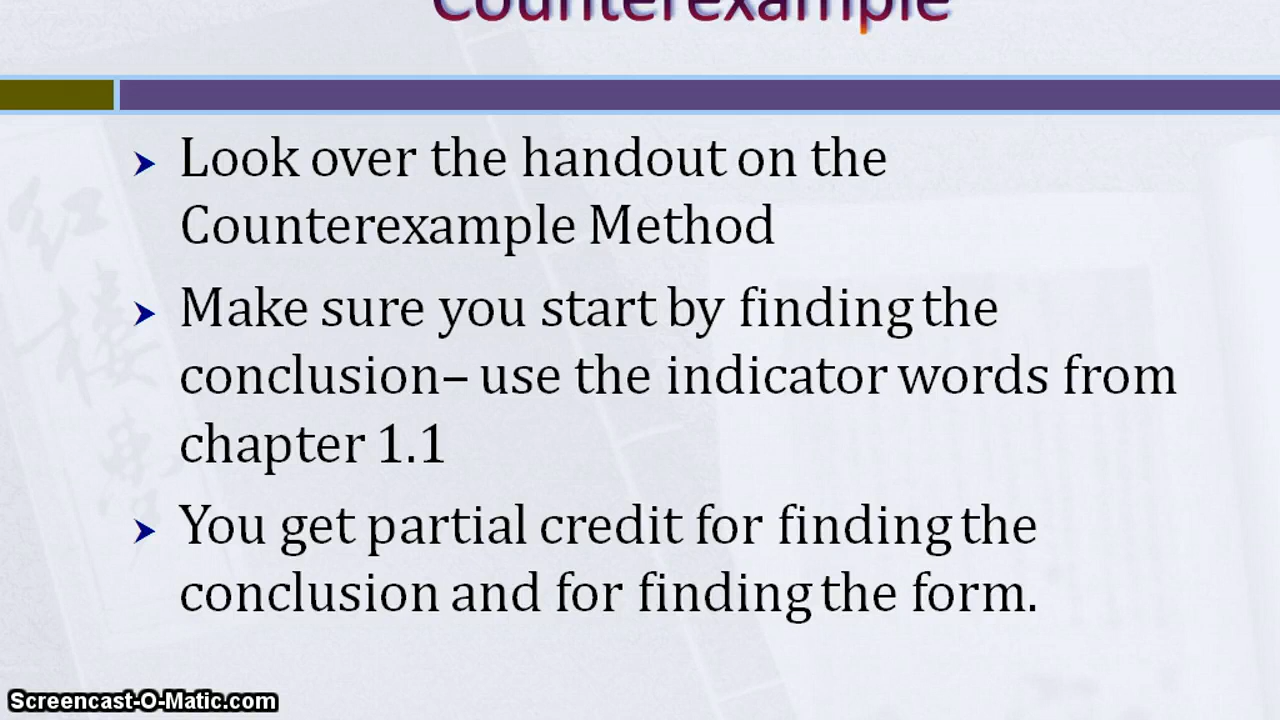 Counterexample
Look over the handout on the
Counterexample Method
Make sure you start by finding the
conclusion– use the indicator words from
chapter 1.1
You get partial credit for finding the
conclusion and for finding the form.
红
楼
Screencast-O-Matic.com